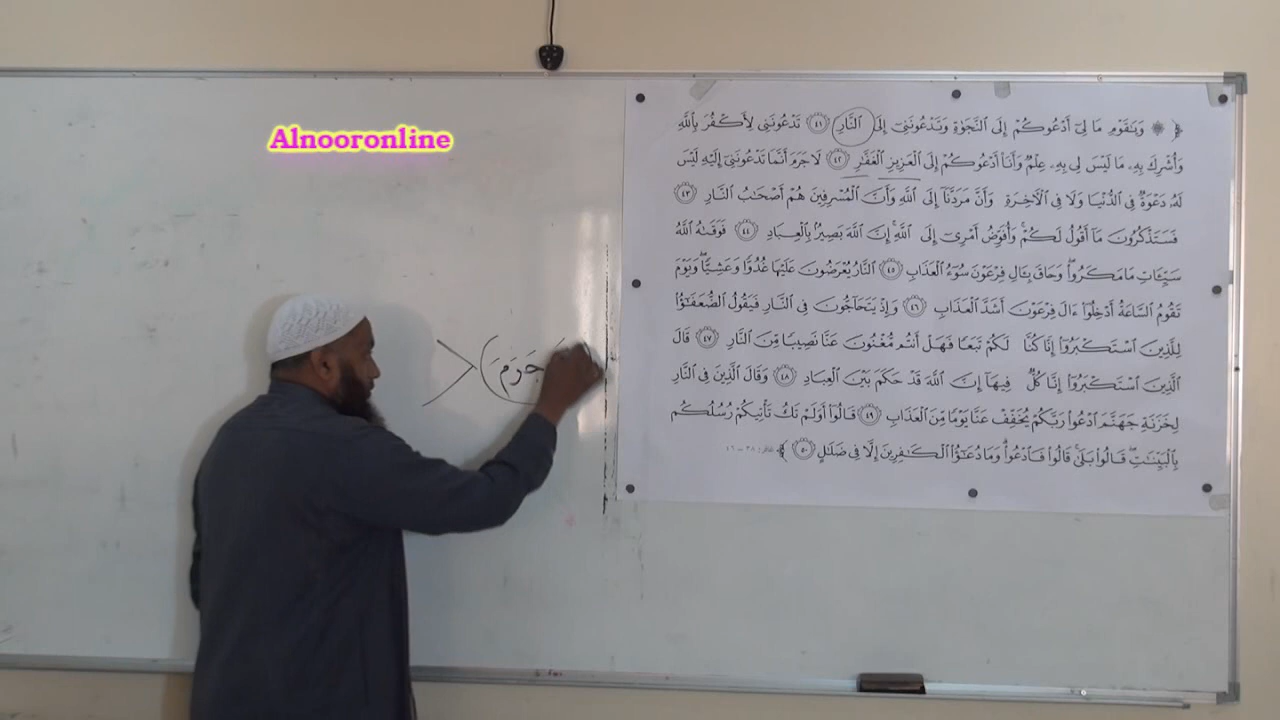 Alnooronline
﴿ ۞ وَيَـٰقَوْمِ مَا لِىٓ أَدْعُوكُمْ إِلَى ٱلنَّجَوٰةِ وَتَدْعُونَنِىٓ إِلَى ٱلنَّارِ ٤١ تَدْعُونَنِى لِأَكْفُرَ بِٱللَّهِ
وَأُشْرِكَ بِهِۦ مَا لَيْسَ لِى بِهِۦ عِلْمٌ وَأَنَا۠ أَدْعُوكُمْ إِلَى ٱلْعَزِيزِ ٱلْغَفَّـٰرِ ٤٢ لَا جَرَمَ أَنَّمَا تَدْعُونَنِىٓ إِلَيْهِ لَيْسَ
لَهُۥ دَعْوَةٌ فِى ٱلدُّنْيَا وَلَا فِى ٱلْـَٔاخِرَةِ وَأَنَّ مَرَدَّنَآ إِلَى ٱللَّهِ وَأَنَّ ٱلْمُسْرِفِينَ هُمْ أَصْحَـٰبُ ٱلنَّارِ ٤٣
فَسَتَذْكُرُونَ مَآ أَقُولُ لَكُمْ ۚ وَأُفَوِّضُ أَمْرِىٓ إِلَى ٱللَّهِ ۚ إِنَّ ٱللَّهَ بَصِيرٌۢ بِٱلْعِبَادِ ٤٤ فَوَقَىٰهُ ٱللَّهُ
سَيِّـَٔاتِ مَا مَكَرُوا۟ ۖ وَحَاقَ بِـَٔالِ فِرْعَوْنَ سُوٓءُ ٱلْعَذَابِ ٤٥ ٱلنَّارُ يُعْرَضُونَ عَلَيْهَا غُدُوًّا وَعَشِيًّا ۖ وَيَوْمَ
تَقُومُ ٱلسَّاعَةُ أَدْخِلُوٓا۟ ءَالَ فِرْعَوْنَ أَشَدَّ ٱلْعَذَابِ ٤٦ وَإِذْ يَتَحَآجُّونَ فِى ٱلنَّارِ فَيَقُولُ ٱلضُّعَفَـٰٓؤُا۟
لِلَّذِينَ ٱسْتَكْبَرُوٓا۟ إِنَّا كُنَّا لَكُمْ تَبَعًا فَهَلْ أَنتُم مُّغْنُونَ عَنَّا نَصِيبًا مِّنَ ٱلنَّارِ ٤٧ قَالَ
ٱلَّذِينَ ٱسْتَكْبَرُوٓا۟ إِنَّا كُلٌّ فِيهَآ إِنَّ ٱللَّهَ قَدْ حَكَمَ بَيْنَ ٱلْعِبَادِ ٤٨ وَقَالَ ٱلَّذِينَ فِى ٱلنَّارِ
لِخَزَنَةِ جَهَنَّمَ ٱدْعُوا۟ رَبَّكُمْ يُخَفِّفْ عَنَّا يَوْمًا مِّنَ ٱلْعَذَابِ ٤٩ قَالُوٓا۟ أَوَلَمْ تَكُ تَأْتِيكُمْ رُسُلُكُم
بِٱلْبَيِّنَـٰتِ ۖ قَالُوا۟ بَلَىٰ ۚ قَالُوا۟ فَٱدْعُوا۟ ۗ وَمَا دُعَـٰٓؤُا۟ ٱلْكَـٰفِرِينَ إِلَّا فِى ضَلَـٰلٍ ٥٠ ﴾
جَرَمَ